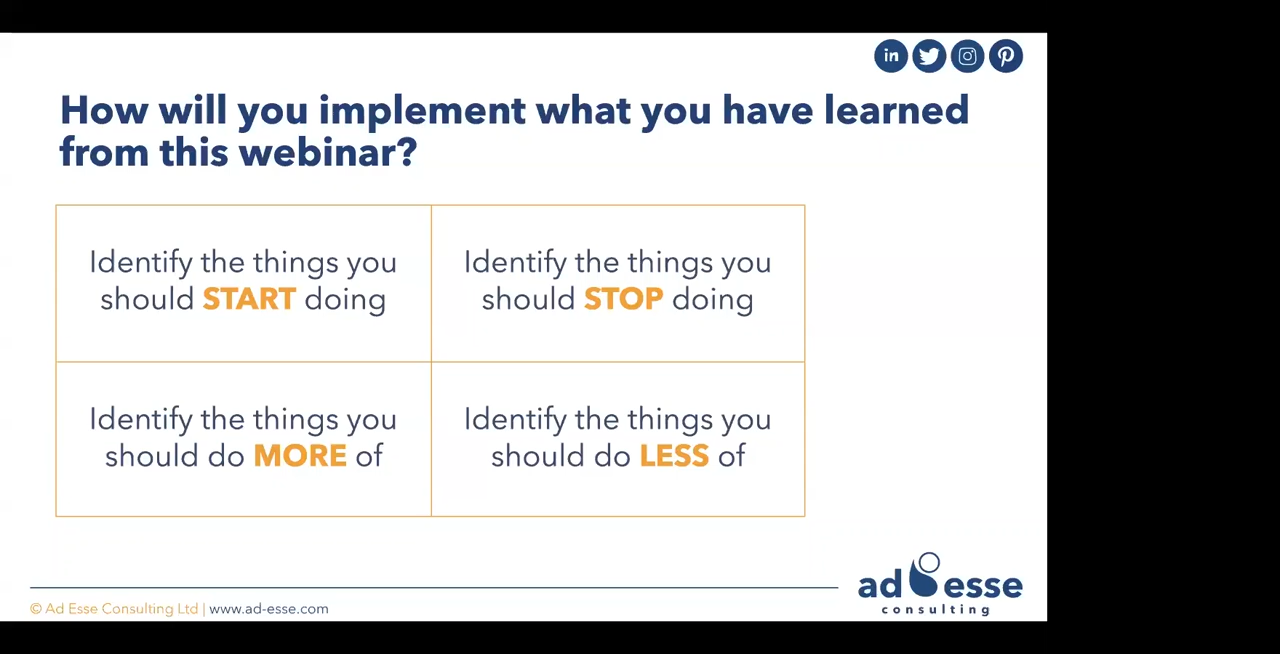 in
How will you implement what you have learned
from this webinar?
Identify the things you
should START doing
Identify the things you
should STOP doing
Identify the things you
should do MORE of
Identify the things you
should do LESS of
ad esse
consulting
© Ad Esse Consulting Ltd | www.ad-esse.com